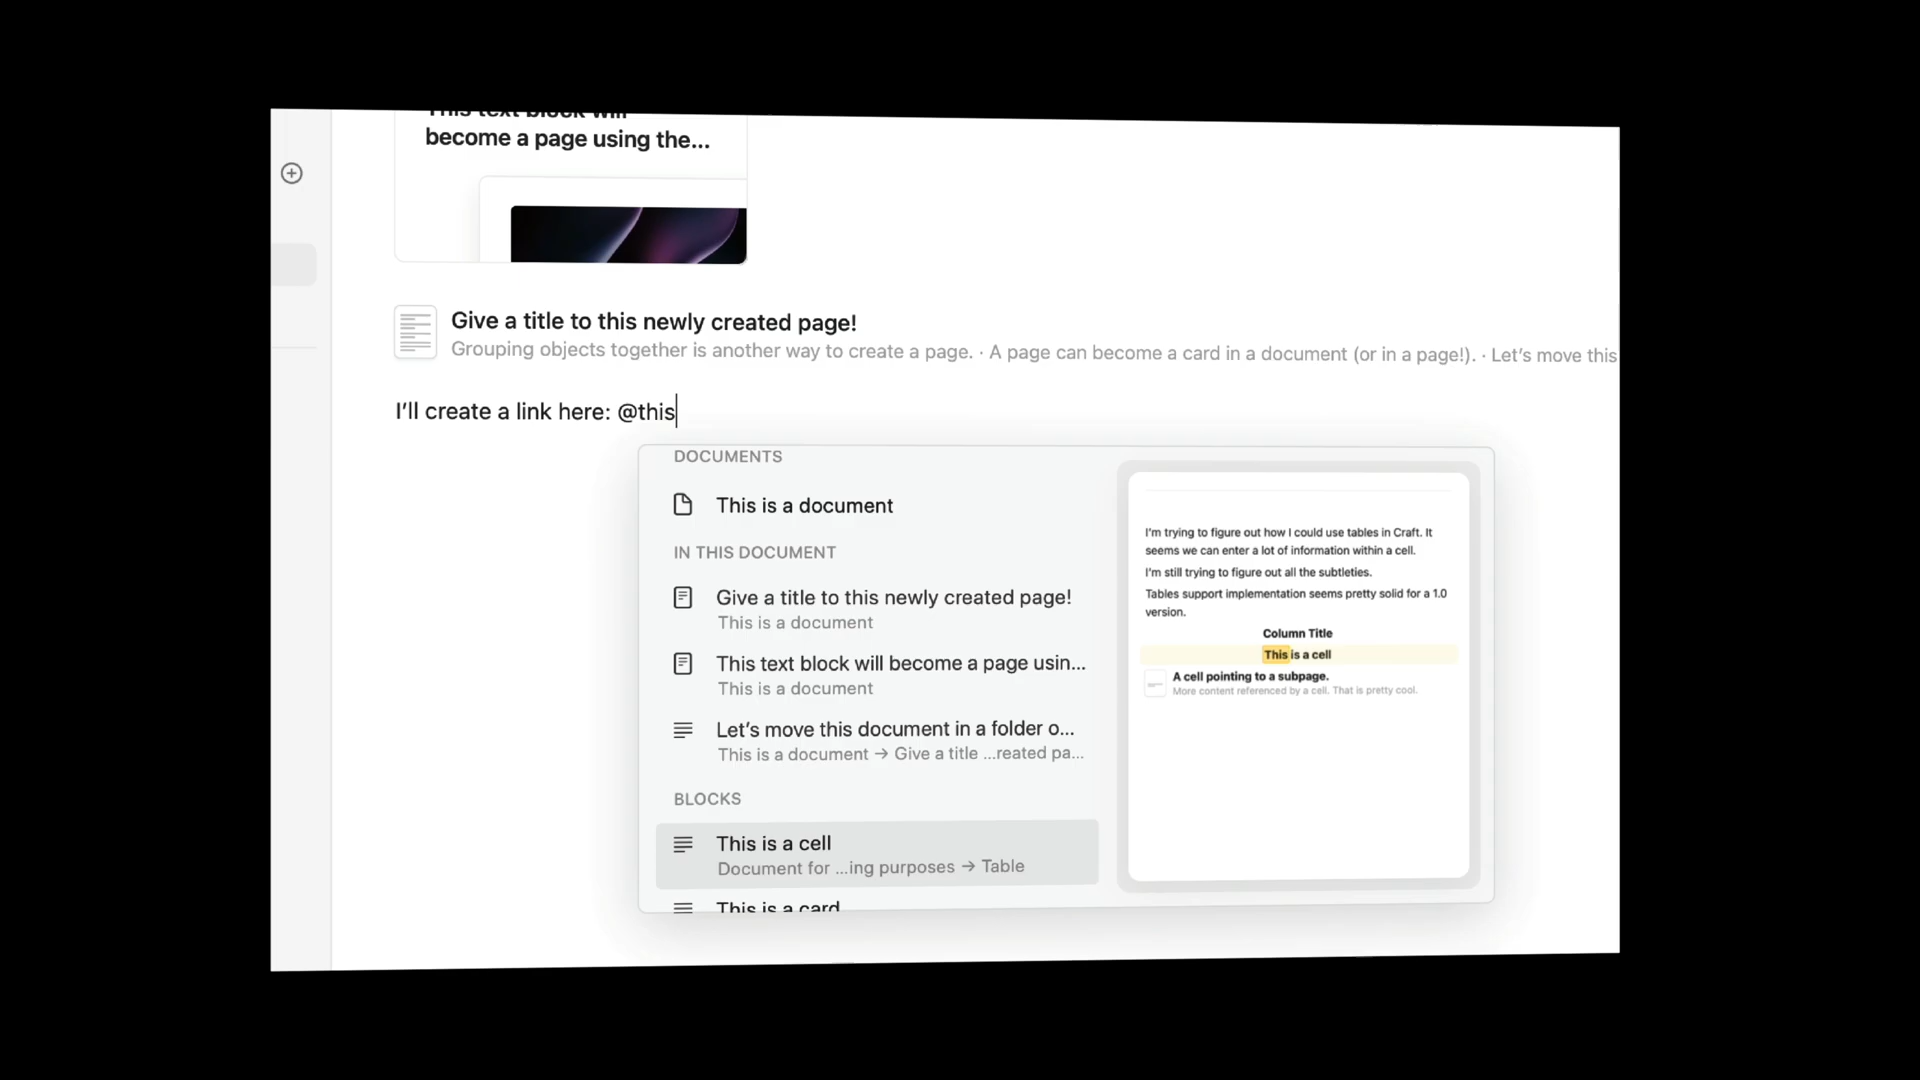 This text block will
become a page using the...
Give a title to this newly created page!
Grouping objects together is another way to create a page. · A page can become a card in a document (or in a page!). · Let’s move this
I’ll create a link here: @this
DOCUMENTS
This is a document
IN THIS DOCUMENT
Give a title to this newly created page!
This is a document
This text block will become a page usin...
This is a document
Let’s move this document in a folder o...
This is a document → Give a title ...reated pa...
BLOCKS
This is a cell
Document for ...ing purposes → Table
This is a card
I’m trying to figure out how I could use tables in Craft. It
seems we can enter a lot of information within a cell.
I’m still trying to figure out all the subtleties.
Tables support implementation seems pretty solid for a 1.0
version.
Column Title
This is a cell
A cell pointing to a subpage.
More content referenced by a cell. That is pretty cool.